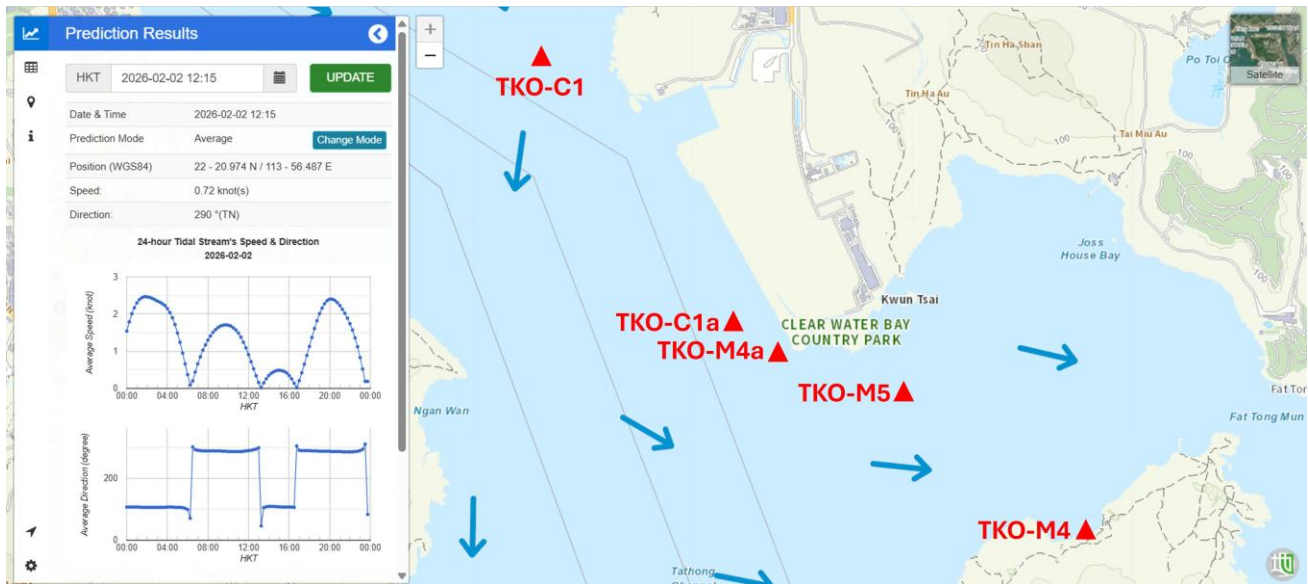 Prediction Results
HKT 2026-02-02 12:15 UPDATE
Date & Time 2026-02-02 12:15
Prediction Mode Average Change Mode
Position (WGS84) 22 - 20.974 N / 113 - 56.487 E
Speed: 0.72 knot(s)
Direction: 290 °(TN)
24-hour Tidal Stream's Speed & Direction
2026-02-02
Average Speed (knot)
3
2
1
0
00:00 04:00 08:00 12:00 16:00 20:00 00:00
HKT
Average Direction (degree)
200
0
00:00 04:00 08:00 12:00 16:00 20:00 00:00
HKT
+
−
TKO-C1
Tin Ha Shan
Po Toi O
Satellite
Tin Ha Au
Tai Miu Au
100
100
100
100
Joss
House Bay
Kwun Tsai
TKO-C1a
CLEAR WATER BAY
COUNTRY PARK
TKO-M4a
TKO-M5
Ngan Wan
Fat Ton
Fat Tong Mun
TKO-M4
Tathong